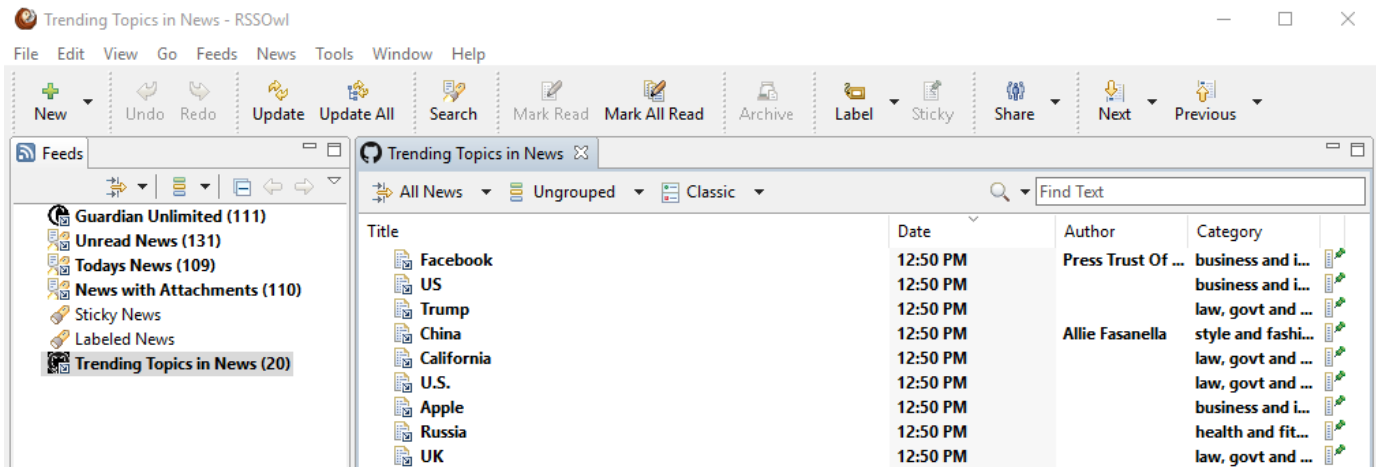 Trending Topics in News - RSSOwl
File Edit View Go Feeds News Tools Window Help
New Undo Redo Update Update All Search Mark Read Mark All Read Archive Label Sticky Share Next Previous
Feeds
Guardian Unlimited (111)
Unread News (131)
Todays News (109)
News with Attachments (110)
Sticky News
Labeled News
Trending Topics in News (20)
Trending Topics in News
All News Ungrouped Classic Find Text
Title Date Author Category
Facebook 12:50 PM Press Trust Of ... business and i...
US 12:50 PM business and i...
Trump 12:50 PM law, govt and ...
China 12:50 PM Allie Fasanella style and fashi...
California 12:50 PM law, govt and ...
U.S. 12:50 PM law, govt and ...
Apple 12:50 PM business and i...
Russia 12:50 PM health and fit...
UK 12:50 PM law, govt and ...